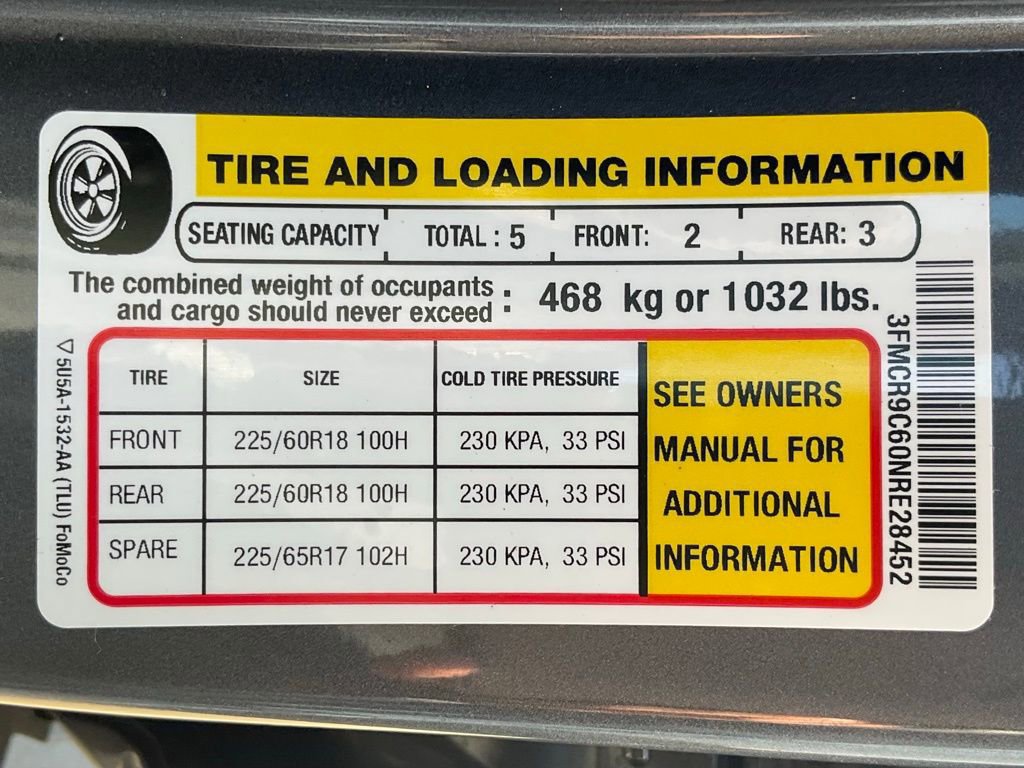 TIRE AND LOADING INFORMATION
SEATING CAPACITY TOTAL : 5 FRONT: 2 REAR: 3
The combined weight of occupants
and cargo should never exceed : 468 kg or 1032 lbs.
TIRE SIZE COLD TIRE PRESSURE
FRONT 225/60R18 100H 230 KPA, 33 PSI
REAR 225/60R18 100H 230 KPA, 33 PSI
SPARE 225/65R17 102H 230 KPA, 33 PSI
SEE OWNERS
MANUAL FOR
ADDITIONAL
INFORMATION
5U5A-1532-AA (TLU) FoMoCo
3FMCR9C60NRE28452